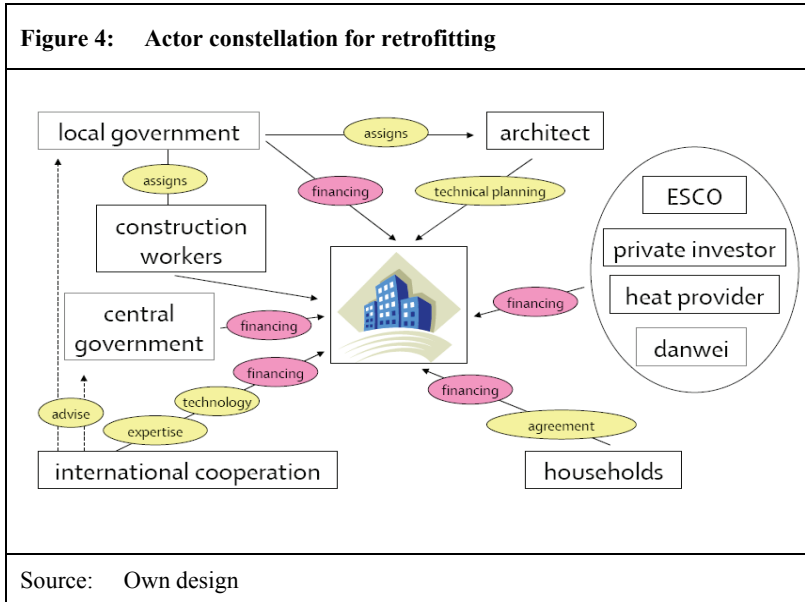 Figure 4: Actor constellation for retrofitting
local government
assigns
architect
assigns
financing
technical planning
construction
workers
ESCO
private investor
heat provider
danwei
financing
central
government
financing
financing
technology
expertise
advise
financing
agreement
international cooperation
households
Source: Own design